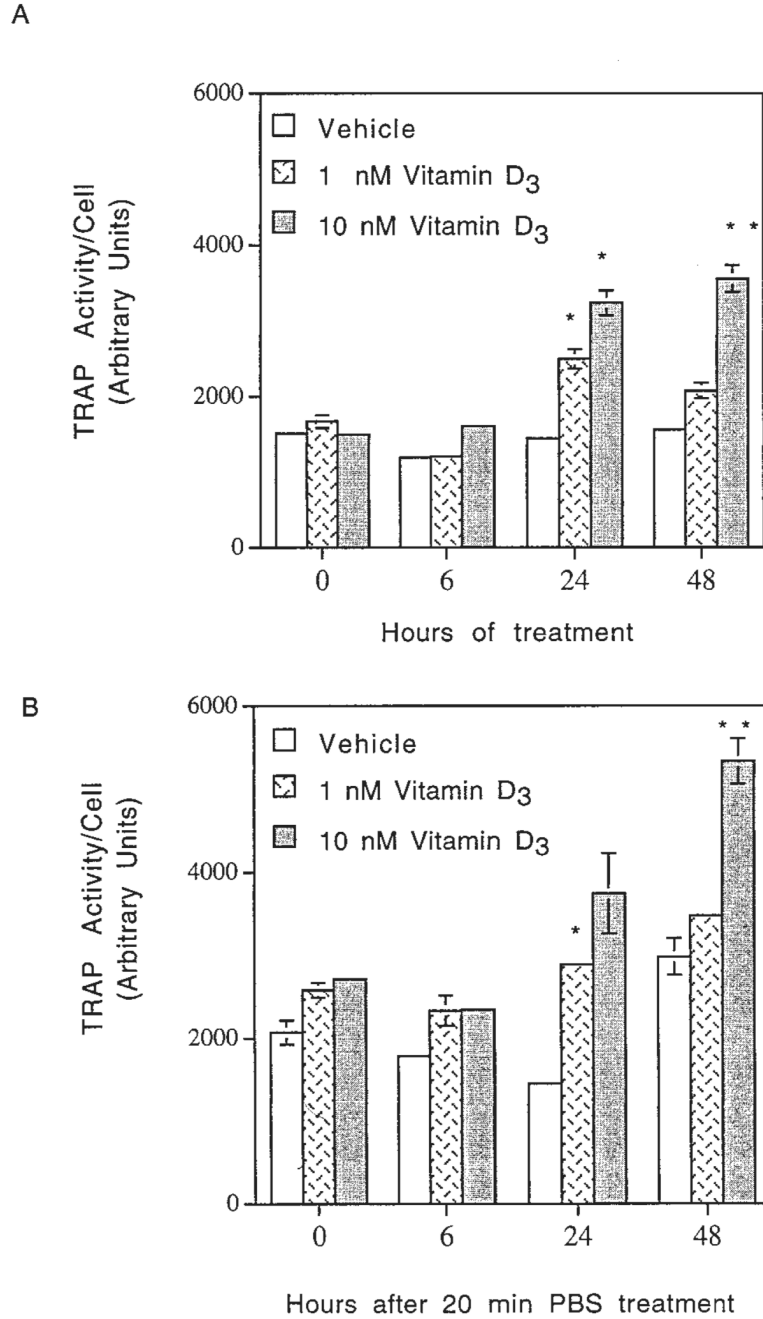 A
6000
Vehicle
1 nM Vitamin D3
10 nM Vitamin D3
4000
2000
0
TRAP Activity/Cell
(Arbitrary Units)
* * * *
0 6 24 48
Hours of treatment
B
6000
Vehicle
1 nM Vitamin D3
10 nM Vitamin D3
4000
2000
0
TRAP Activity/Cell
(Arbitrary Units)
* * *
0 6 24 48
Hours after 20 min PBS treatment